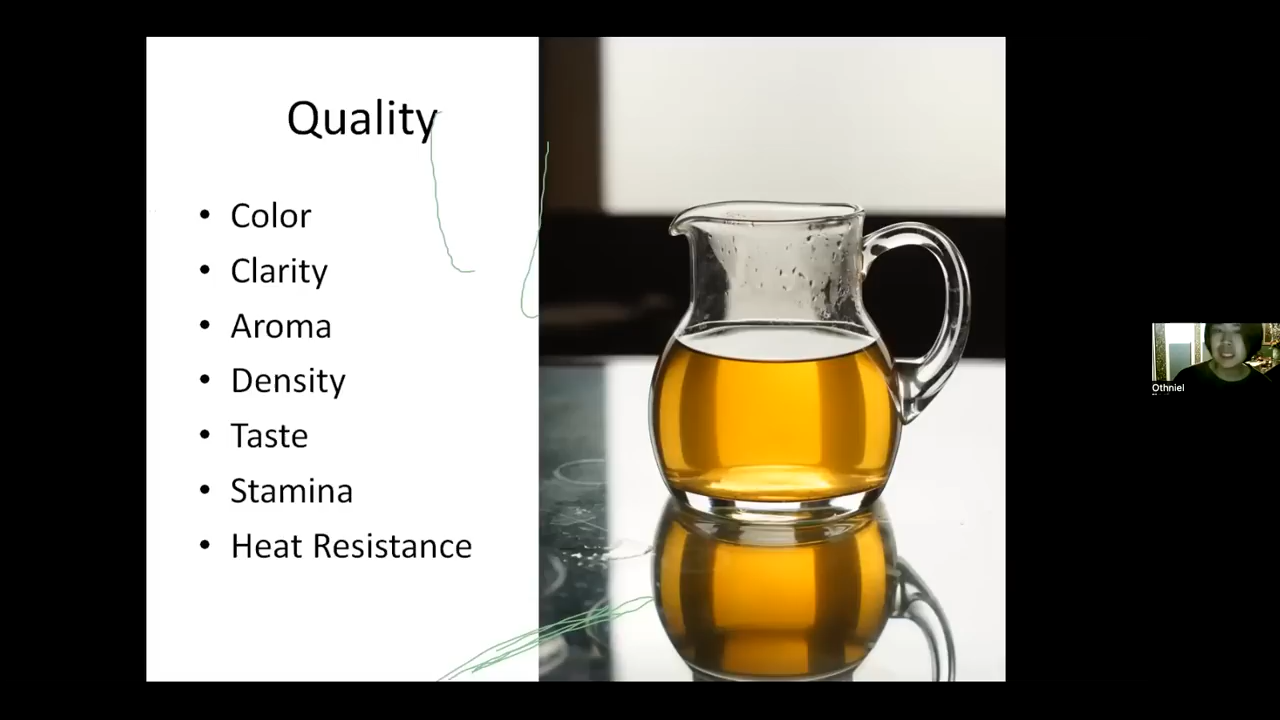 Quality
• Color
• Clarity
• Aroma
• Density
• Taste
• Stamina
• Heat Resistance
Othniel